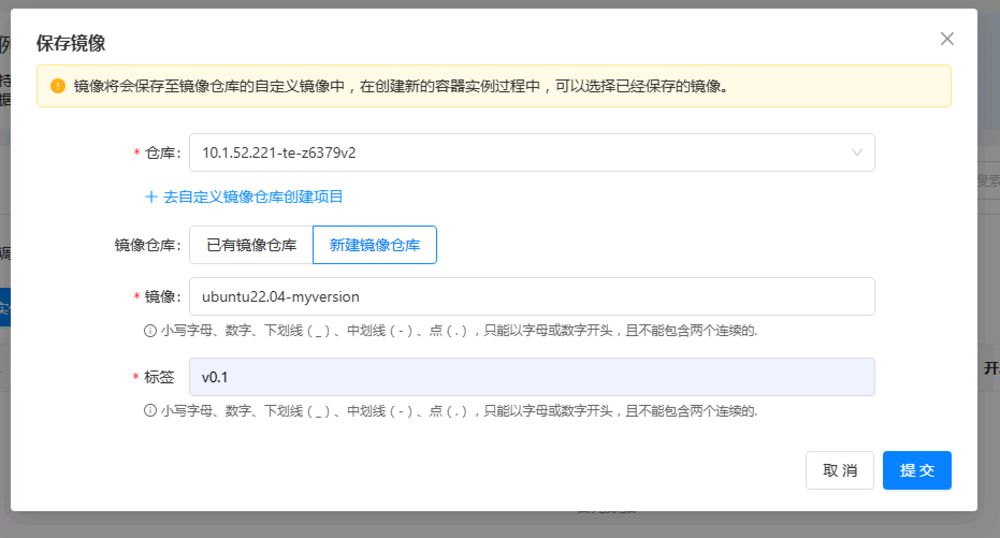 保存镜像
镜像将会保存至镜像仓库的自定义镜像中，在创建新的容器实例过程中，可以选择已经保存的镜像。
* 仓库: 10.1.52.221-te-z6379v2
+ 去自定义镜像仓库创建项目
镜像仓库: 已有镜像仓库 新建镜像仓库
* 镜像: ubuntu22.04-myversion
小写字母、数字、下划线 ( _ ) 、中划线 ( - ) 、点 ( . ) ，只能以字母或数字开头，且不能包含两个连续的.
* 标签 v0.1
小写字母、数字、下划线 ( _ ) 、中划线 ( - ) 、点 ( . ) ，只能以字母或数字开头，且不能包含两个连续的.
取 消 提 交
例
持
据
搜索
调
开